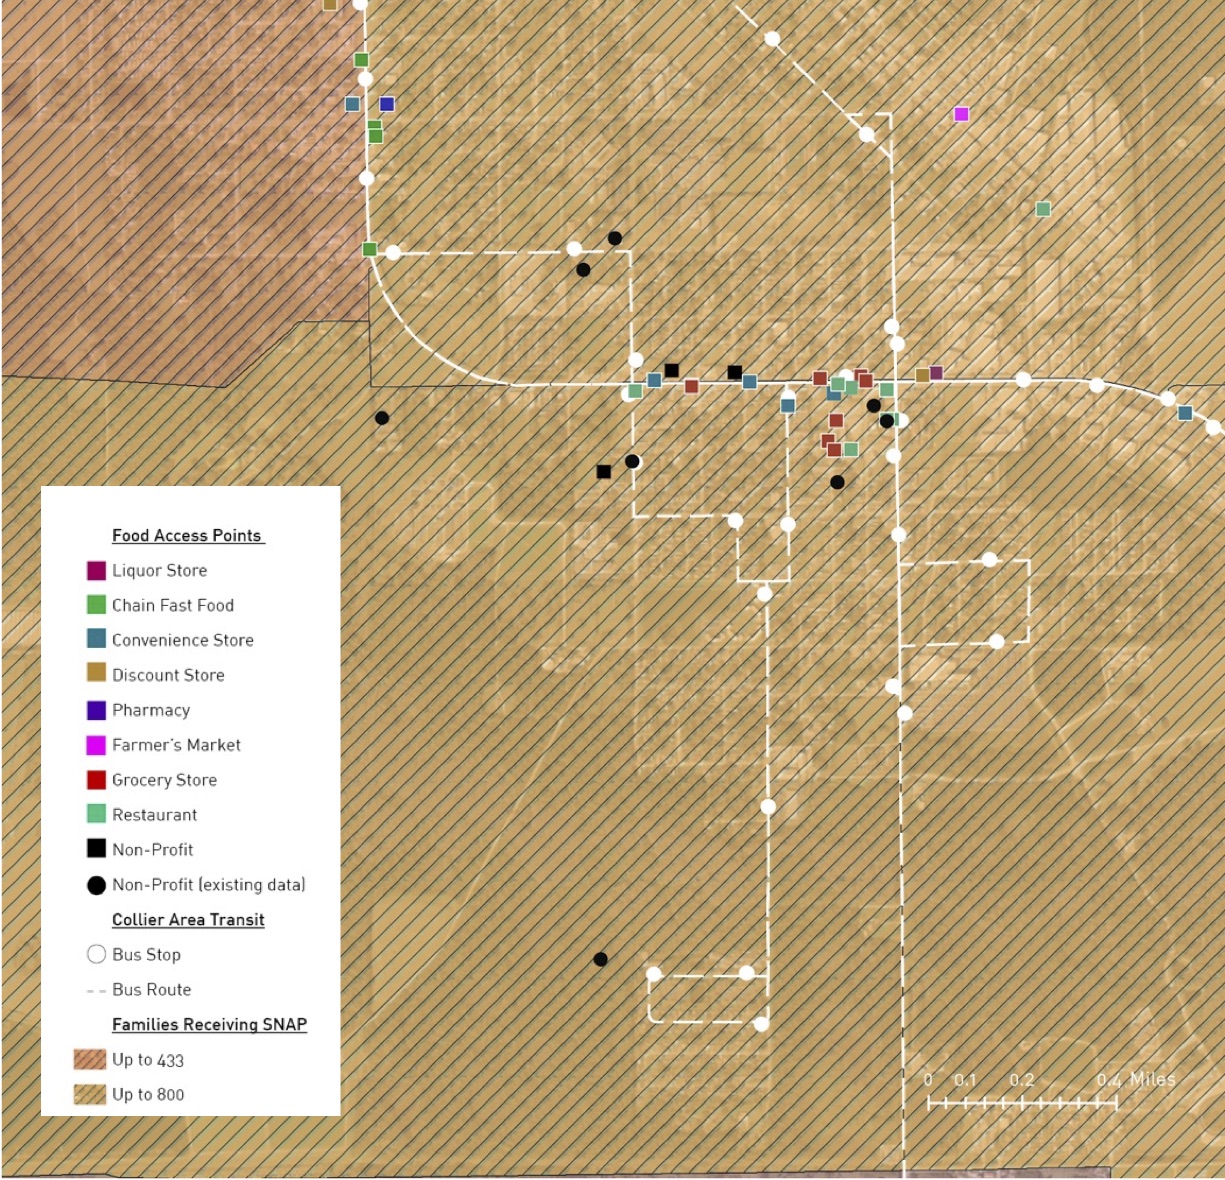 Food Access Points
Liquor Store
Chain Fast Food
Convenience Store
Discount Store
Pharmacy
Farmer's Market
Grocery Store
Restaurant
Non-Profit
Non-Profit (existing data)
Collier Area Transit
Bus Stop
Bus Route
Families Receiving SNAP
Up to 433
Up to 800
0 0.1 0.2 0.4 Miles